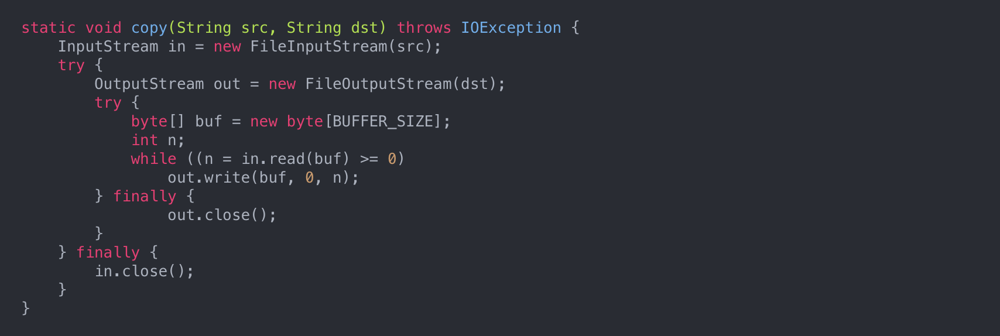 static void copy(String src, String dst) throws IOException {
    InputStream in = new FileInputStream(src);
    try {
        OutputStream out = new FileOutputStream(dst);
        try {
            byte[] buf = new byte[BUFFER_SIZE];
            int n;
            while ((n = in.read(buf) >= 0)
                out.write(buf, 0, n);
        } finally {
                out.close();
        }
    } finally {
        in.close();
    }
}